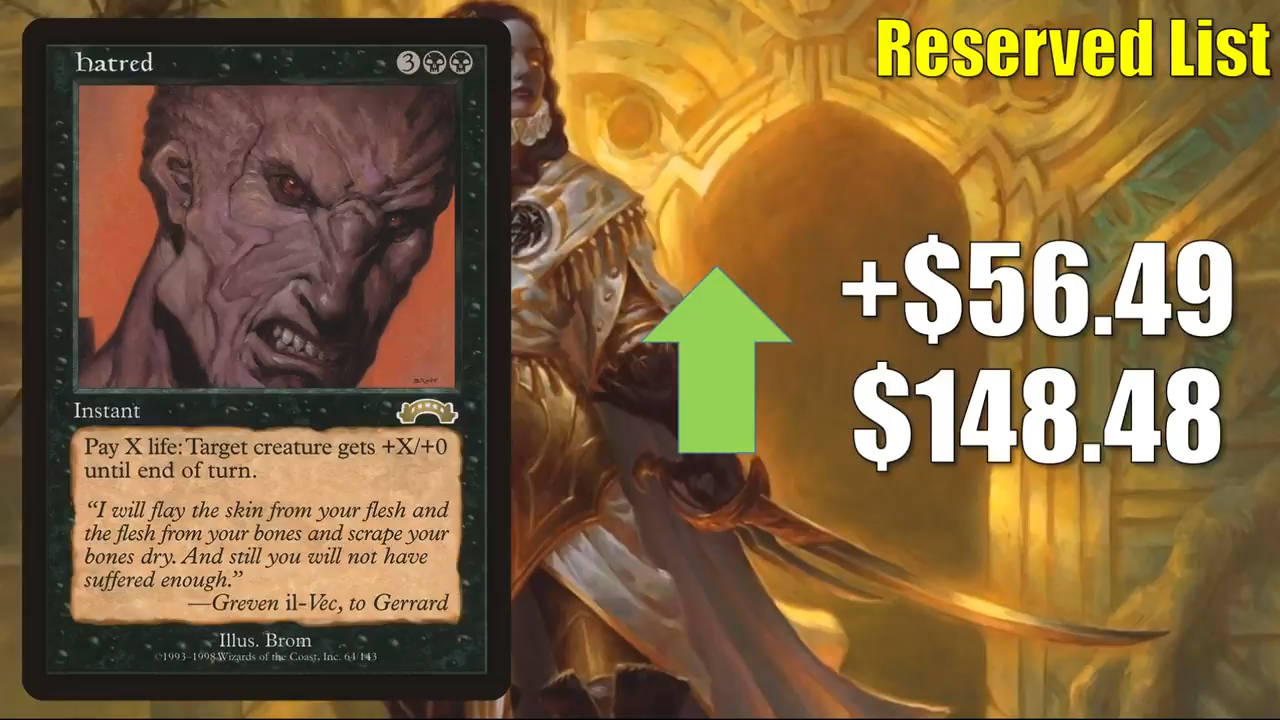 Reserved List
Hatred
3
Instant
Pay X life: Target creature gets +X/+0
until end of turn.
“I will flay the skin from your flesh and
the flesh from your bones and scrape your
bones dry. And still you will not have
suffered enough.”
—Greven il-Vec, to Gerrard
Illus. Brom
©1993–1998 Wizards of the Coast, Inc. 64/143
+$56.49
$148.48